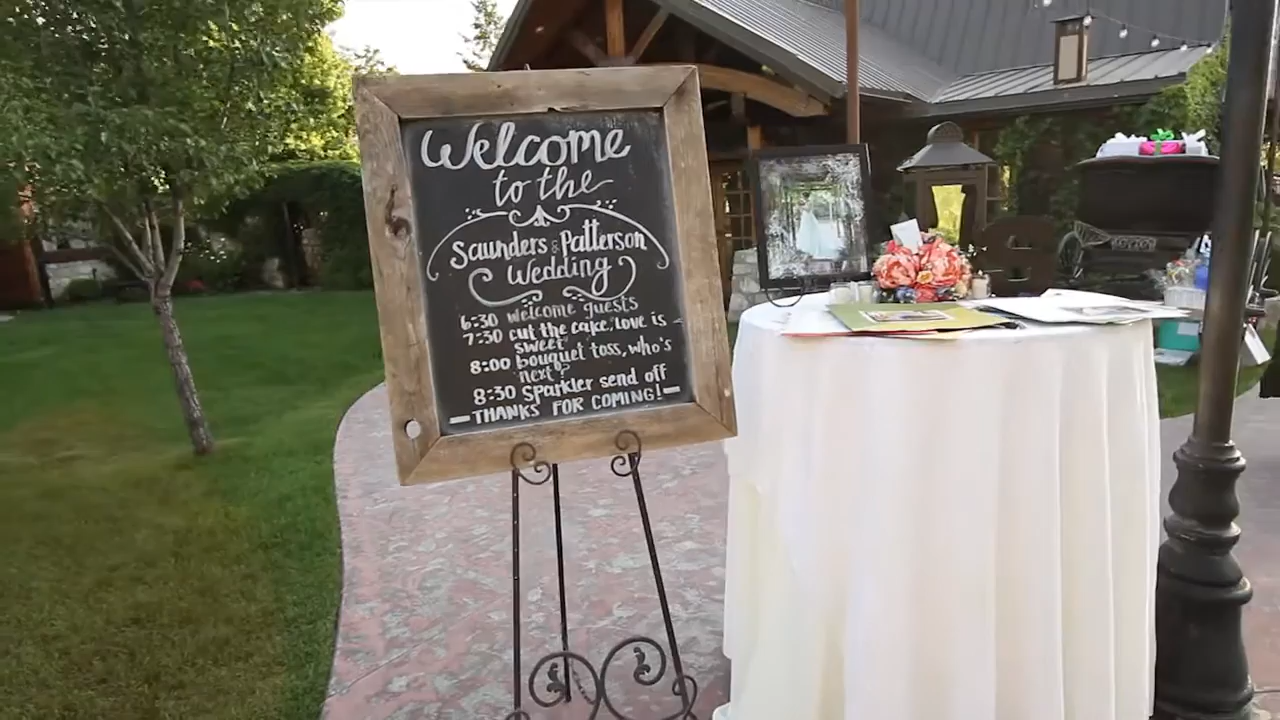 Welcome
to the
Saunders & Patterson
Wedding
6:30 welcome guests
7:30 cut the cake, love is
sweet
8:00 bouquet toss, who's
next?
8:30 Sparkler send off
THANKS FOR COMING!